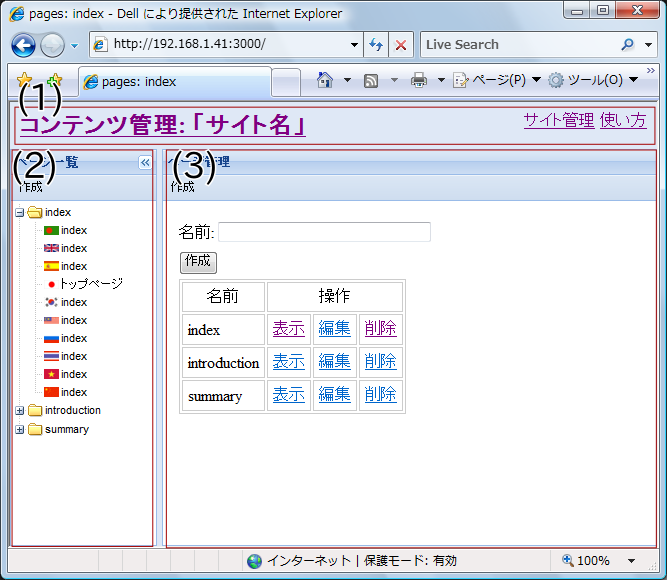 pages: index - Dell により提供された Internet Explorer
http://192.168.1.41:3000/
Live Search
pages: index
ページ(P)
ツール(O)
(1)
コンテンツ管理:「サイト名」
サイト管理 使い方
(2)
ページ一覧
作成
index
index
index
index
トップページ
index
index
index
index
index
index
introduction
summary
(3)
ページ管理
作成
名前:
作成
名前 操作
index 表示 編集 削除
introduction 表示 編集 削除
summary 表示 編集 削除
インターネット | 保護モード: 有効
100%